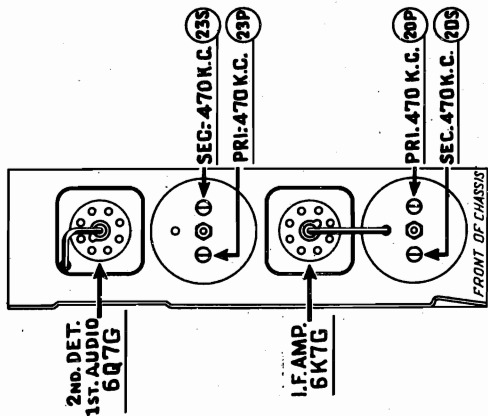 SEC: 470 K.C. 23S
PRI: 470 K.C. 23P
PRI. 470 K.C. 20P
SEC. 470 K.C. 20S
FRONT OF CHASSIS
2ND. DET.
1ST. AUDIO
6Q7G
I.F. AMP.
6K7G